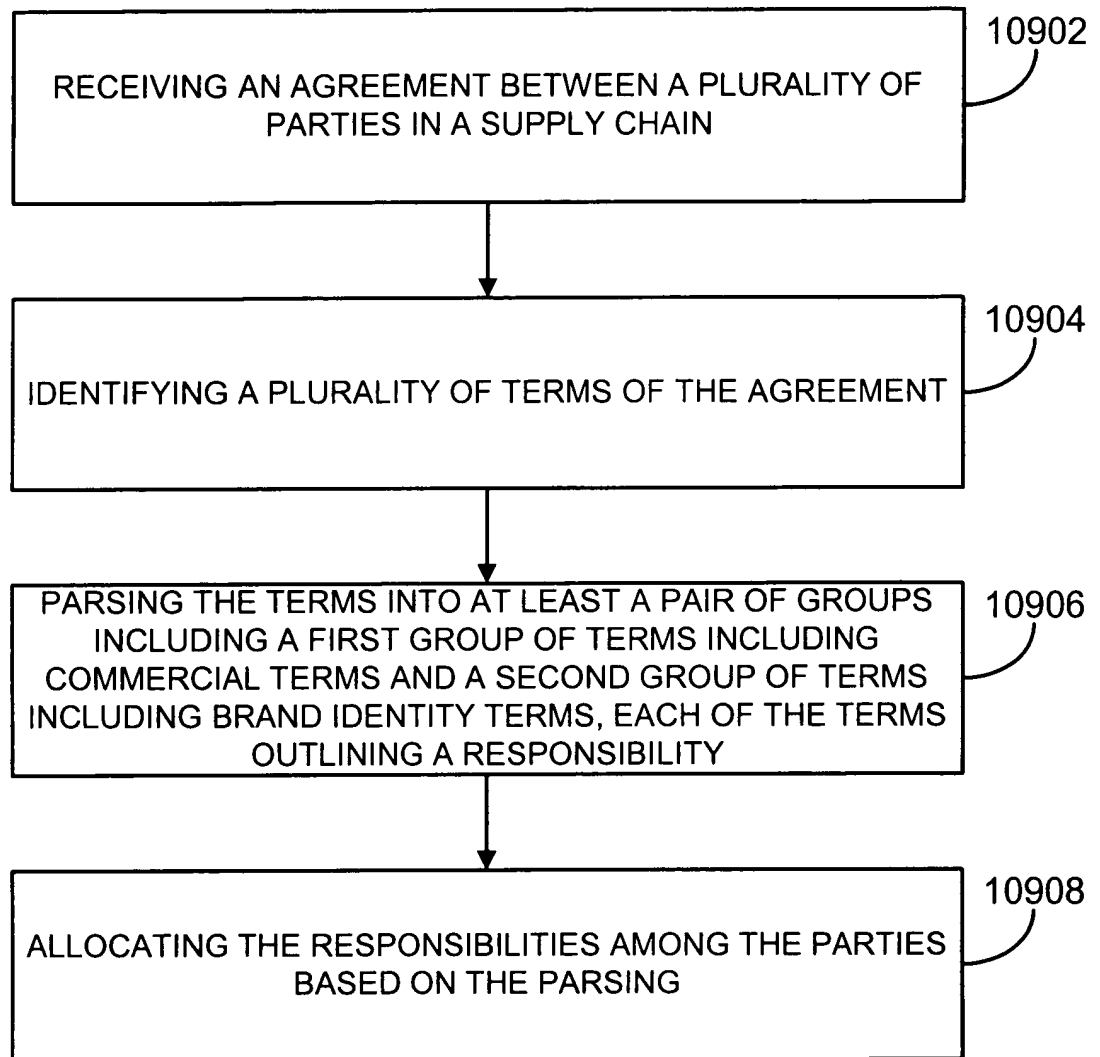 10902
RECEIVING AN AGREEMENT BETWEEN A PLURALITY OF
PARTIES IN A SUPPLY CHAIN
10904
IDENTIFYING A PLURALITY OF TERMS OF THE AGREEMENT
10906
PARSING THE TERMS INTO AT LEAST A PAIR OF GROUPS
INCLUDING A FIRST GROUP OF TERMS INCLUDING
COMMERCIAL TERMS AND A SECOND GROUP OF TERMS
INCLUDING BRAND IDENTITY TERMS, EACH OF THE TERMS
OUTLINING A RESPONSIBILITY
10908
ALLOCATING THE RESPONSIBILITIES AMONG THE PARTIES
BASED ON THE PARSING